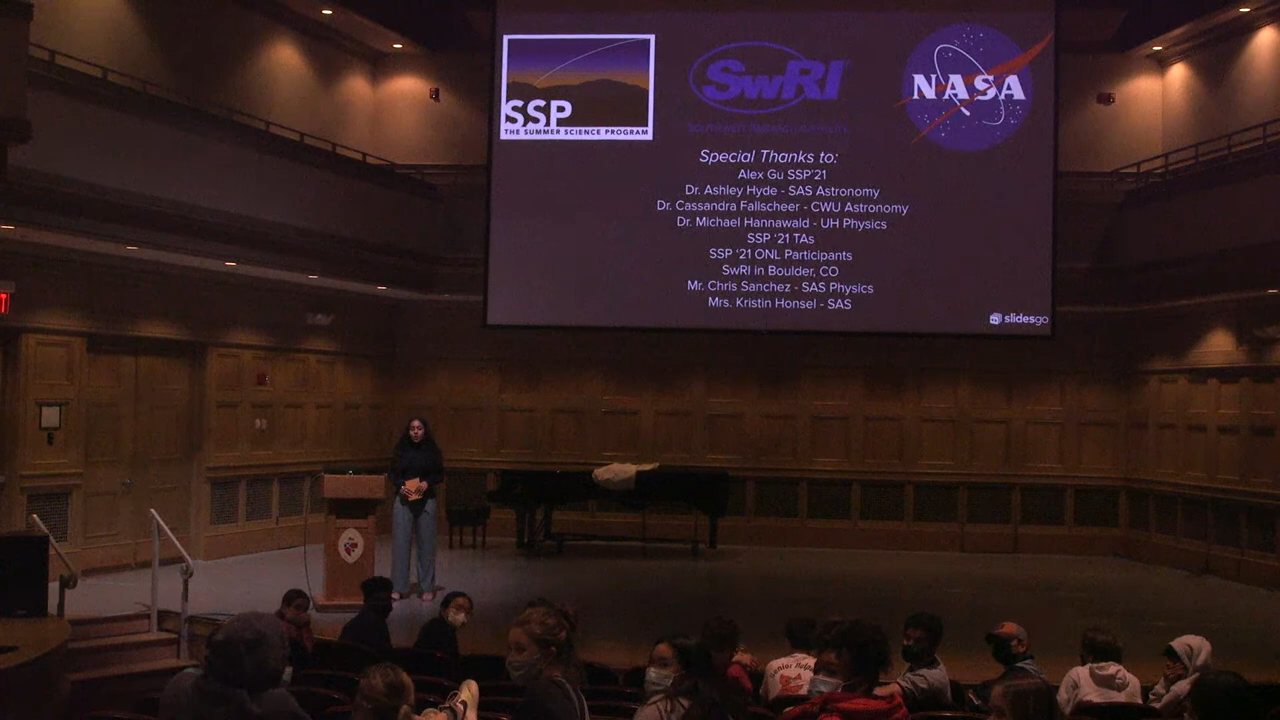 SSP
THE SUMMER SCIENCE PROGRAM
SwRI
NASA
Special Thanks to:
Alex Gu SSP'21
Dr. Ashley Hyde - SAS Astronomy
Dr. Cassandra Fallscheer - CWU Astronomy
Dr. Michael Hannawald - UH Physics
SSP ‘21 TAs
SSP ‘21 ONL Participants
SwRI in Boulder, CO
Mr. Chris Sanchez - SAS Physics
Mrs. Kristin Honsel - SAS
slidesgo